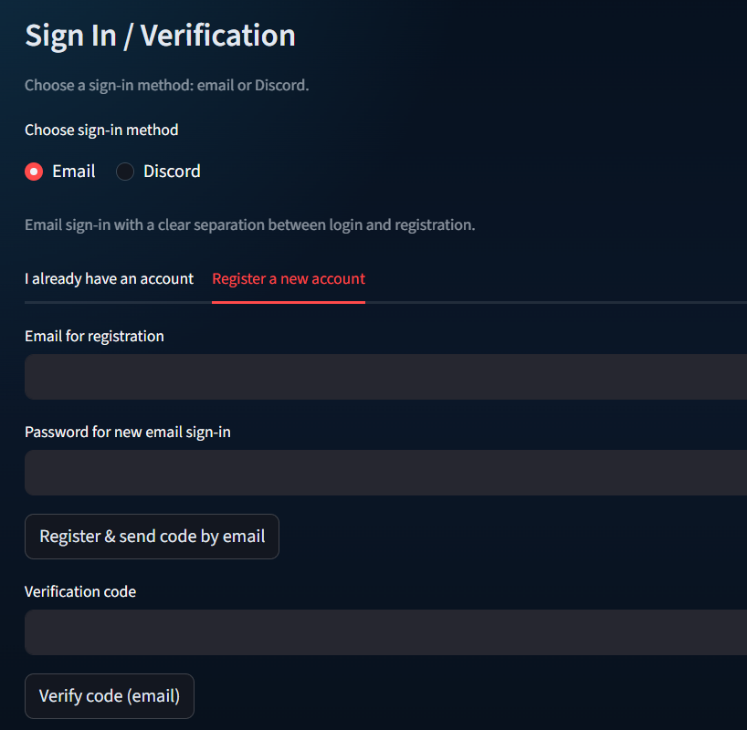 Sign In / Verification
Choose a sign-in method: email or Discord.
Choose sign-in method
Email Discord
Email sign-in with a clear separation between login and registration.
I already have an account Register a new account
Email for registration
Password for new email sign-in
Register & send code by email
Verification code
Verify code (email)